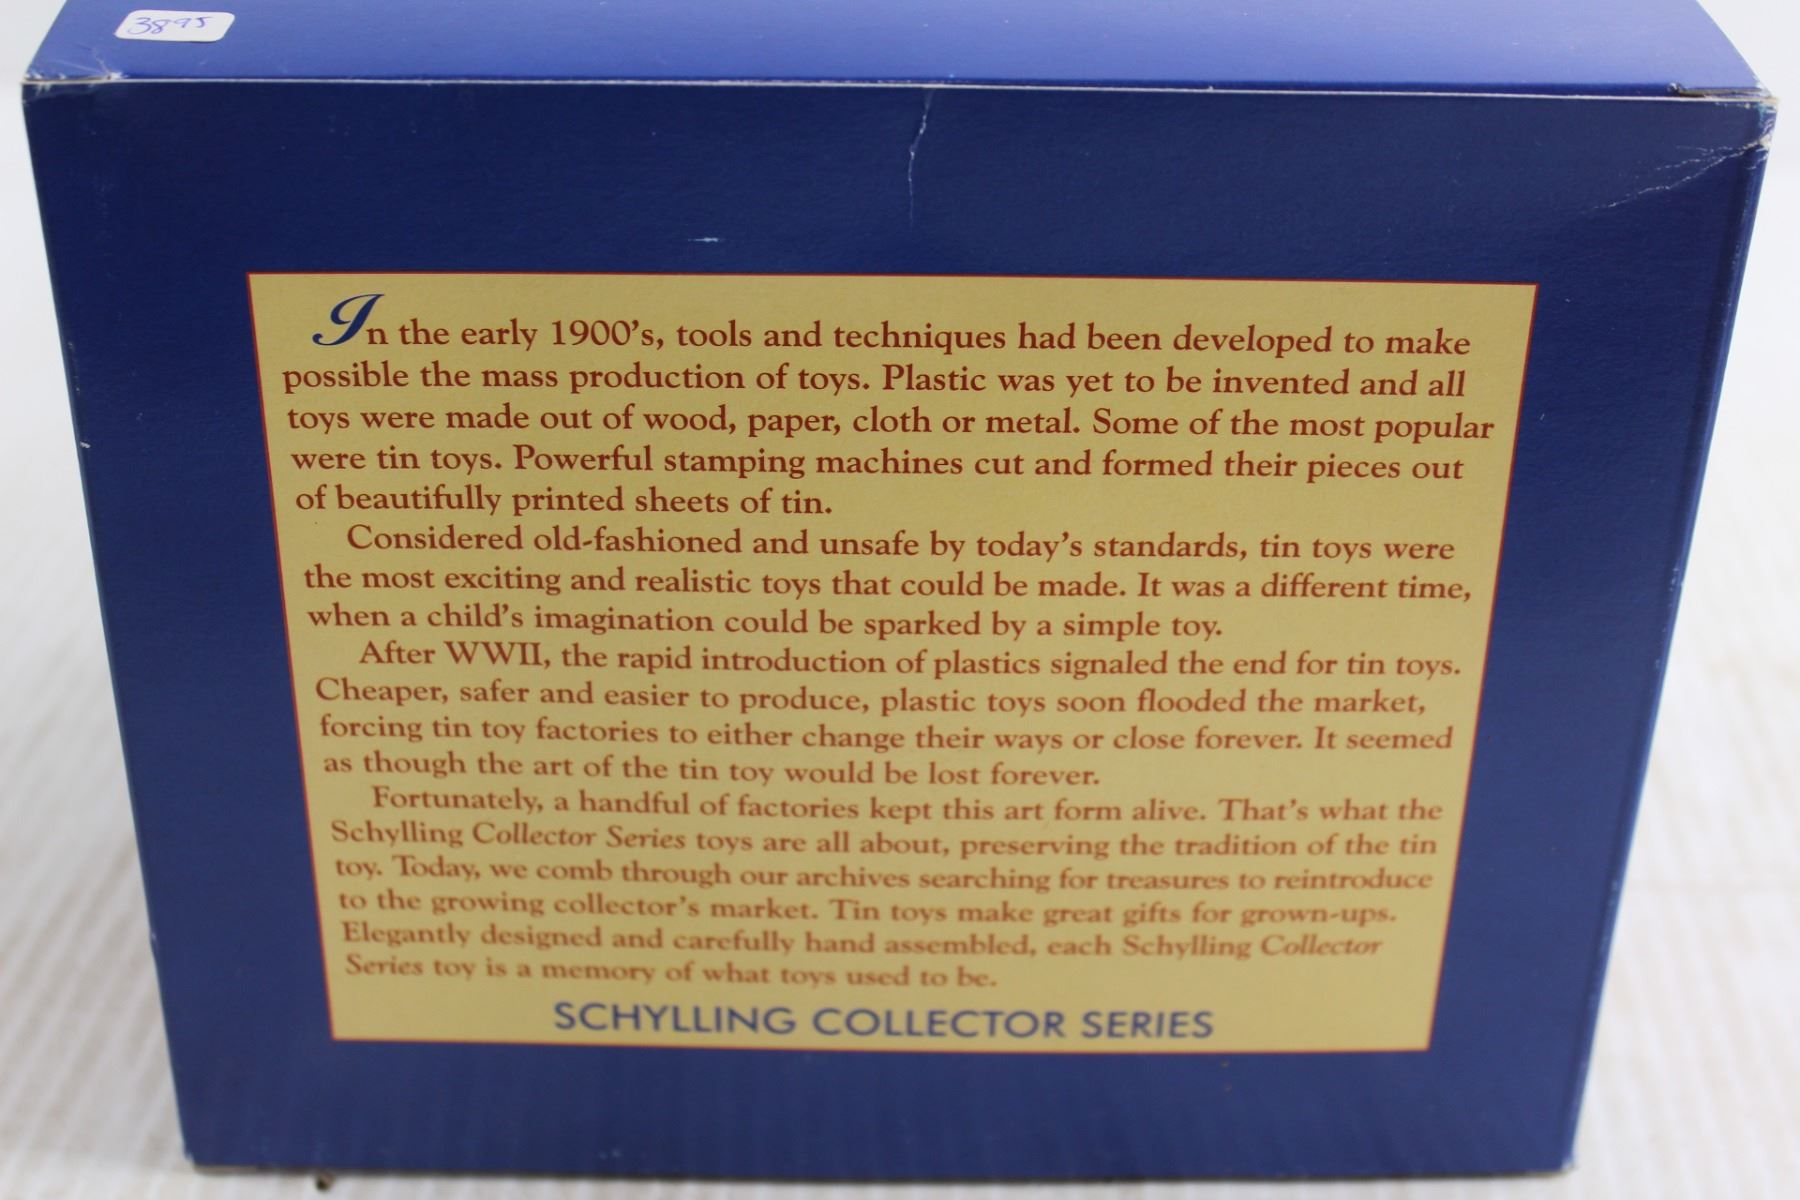 3895
In the early 1900's, tools and techniques had been developed to make
possible the mass production of toys. Plastic was yet to be invented and all
toys were made out of wood, paper, cloth or metal. Some of the most popular
were tin toys. Powerful stamping machines cut and formed their pieces out
of beautifully printed sheets of tin.
Considered old-fashioned and unsafe by today's standards, tin toys were
the most exciting and realistic toys that could be made. It was a different time,
when a child's imagination could be sparked by a simple toy.
After WWII, the rapid introduction of plastics signaled the end for tin toys.
Cheaper, safer and easier to produce, plastic toys soon flooded the market,
forcing tin toy factories to either change their ways or close forever. It seemed
as though the art of the tin toy would be lost forever.
Fortunately, a handful of factories kept this art form alive. That's what the
Schylling Collector Series toys are all about, preserving the tradition of the tin
toy. Today, we comb through our archives searching for treasures to reintroduce
to the growing collector's market. Tin toys make great gifts for grown-ups.
Elegantly designed and carefully hand assembled, each Schylling Collector
Series toy is a memory of what toys used to be.
SCHYLLING COLLECTOR SERIES